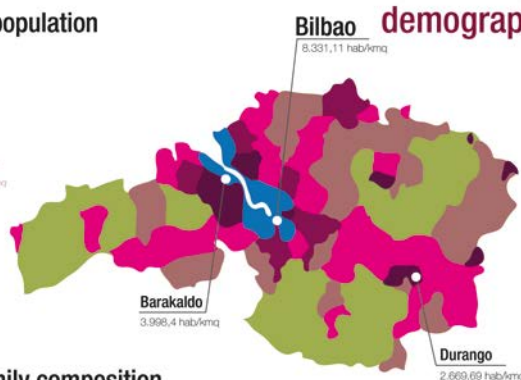 population
Bilbao
8.331,11 hab/kmq
demograp
Barakaldo
3.998,4 hab/kmq
Durango
2.669,69 hab/kmq
mily composition